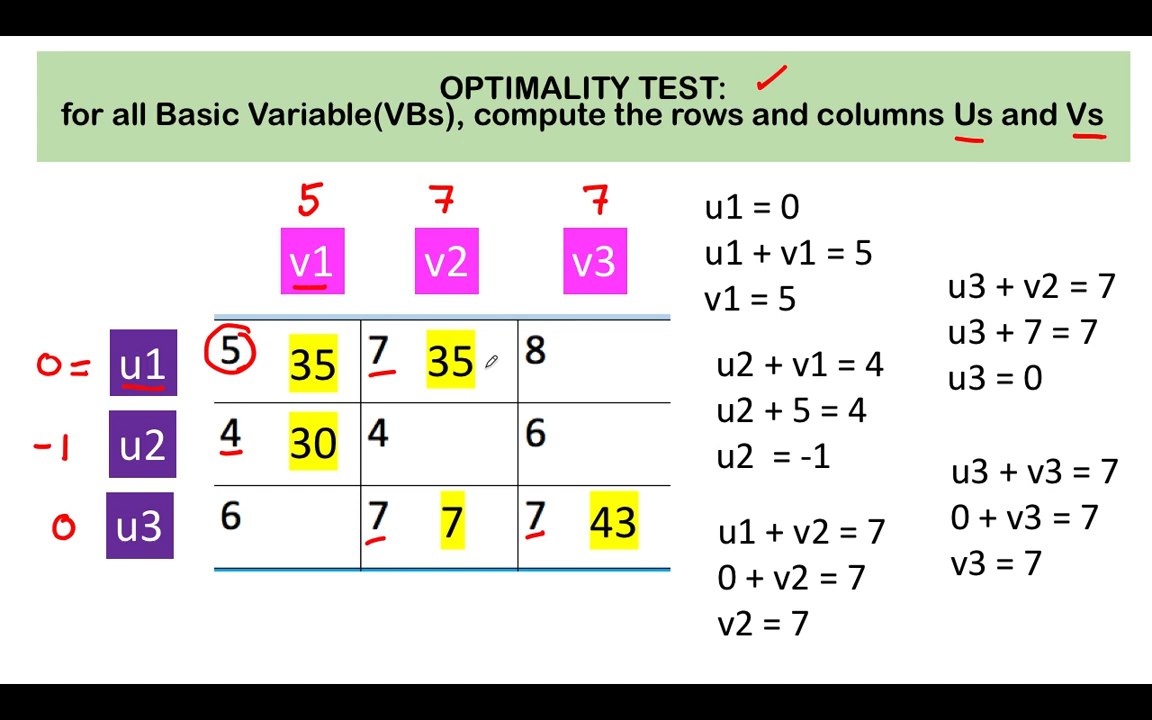 OPTIMALITY TEST:
for all Basic Variable(VBs), compute the rows and columns Us and Vs
5 7 7
v1 v2 v3
0= u1 5 35 7 35 8
-1 u2 4 30 4 6
0 u3 6 7 7 7 43
u1 = 0
u1 + v1 = 5
v1 = 5
u2 + v1 = 4
u2 + 5 = 4
u2 = -1
u1 + v2 = 7
0 + v2 = 7
v2 = 7
u3 + v2 = 7
u3 + 7 = 7
u3 = 0
u3 + v3 = 7
0 + v3 = 7
v3 = 7